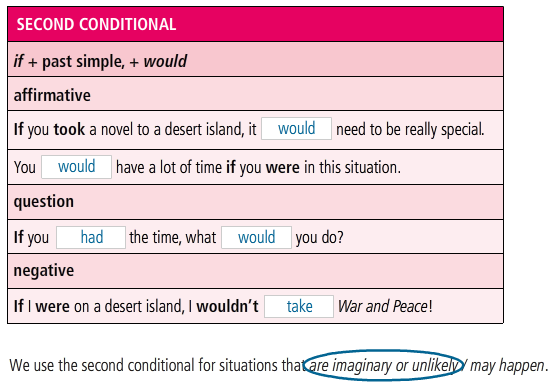 SECOND CONDITIONAL
if + past simple, + would
affirmative
If you took a novel to a desert island, it would need to be really special.
You would have a lot of time if you were in this situation.
question
If you had the time, what would you do?
negative
If I were on a desert island, I wouldn't take War and Peace!
We use the second conditional for situations that are imaginary or unlikely / may happen.